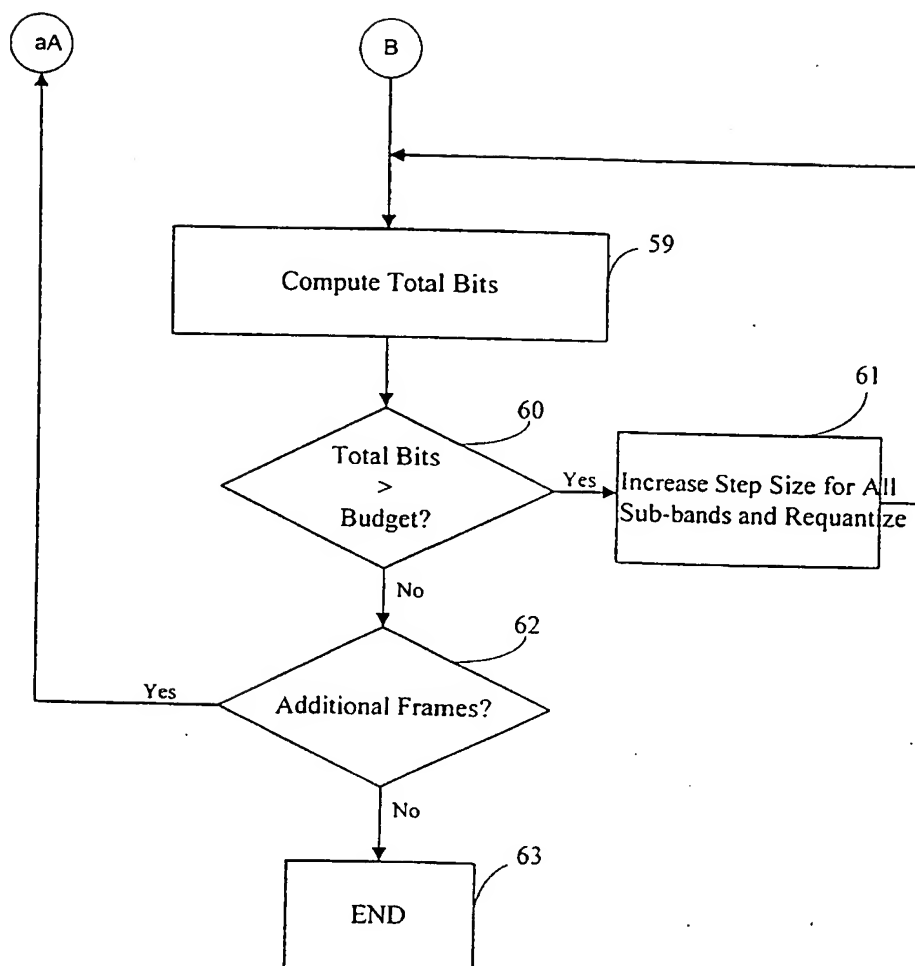 aA
B
59
Compute Total Bits
60
61
Total Bits
>
Budget?
Yes
Increase Step Size for All
Sub-bands and Requantize
No
62
Yes
Additional Frames?
No
63
END